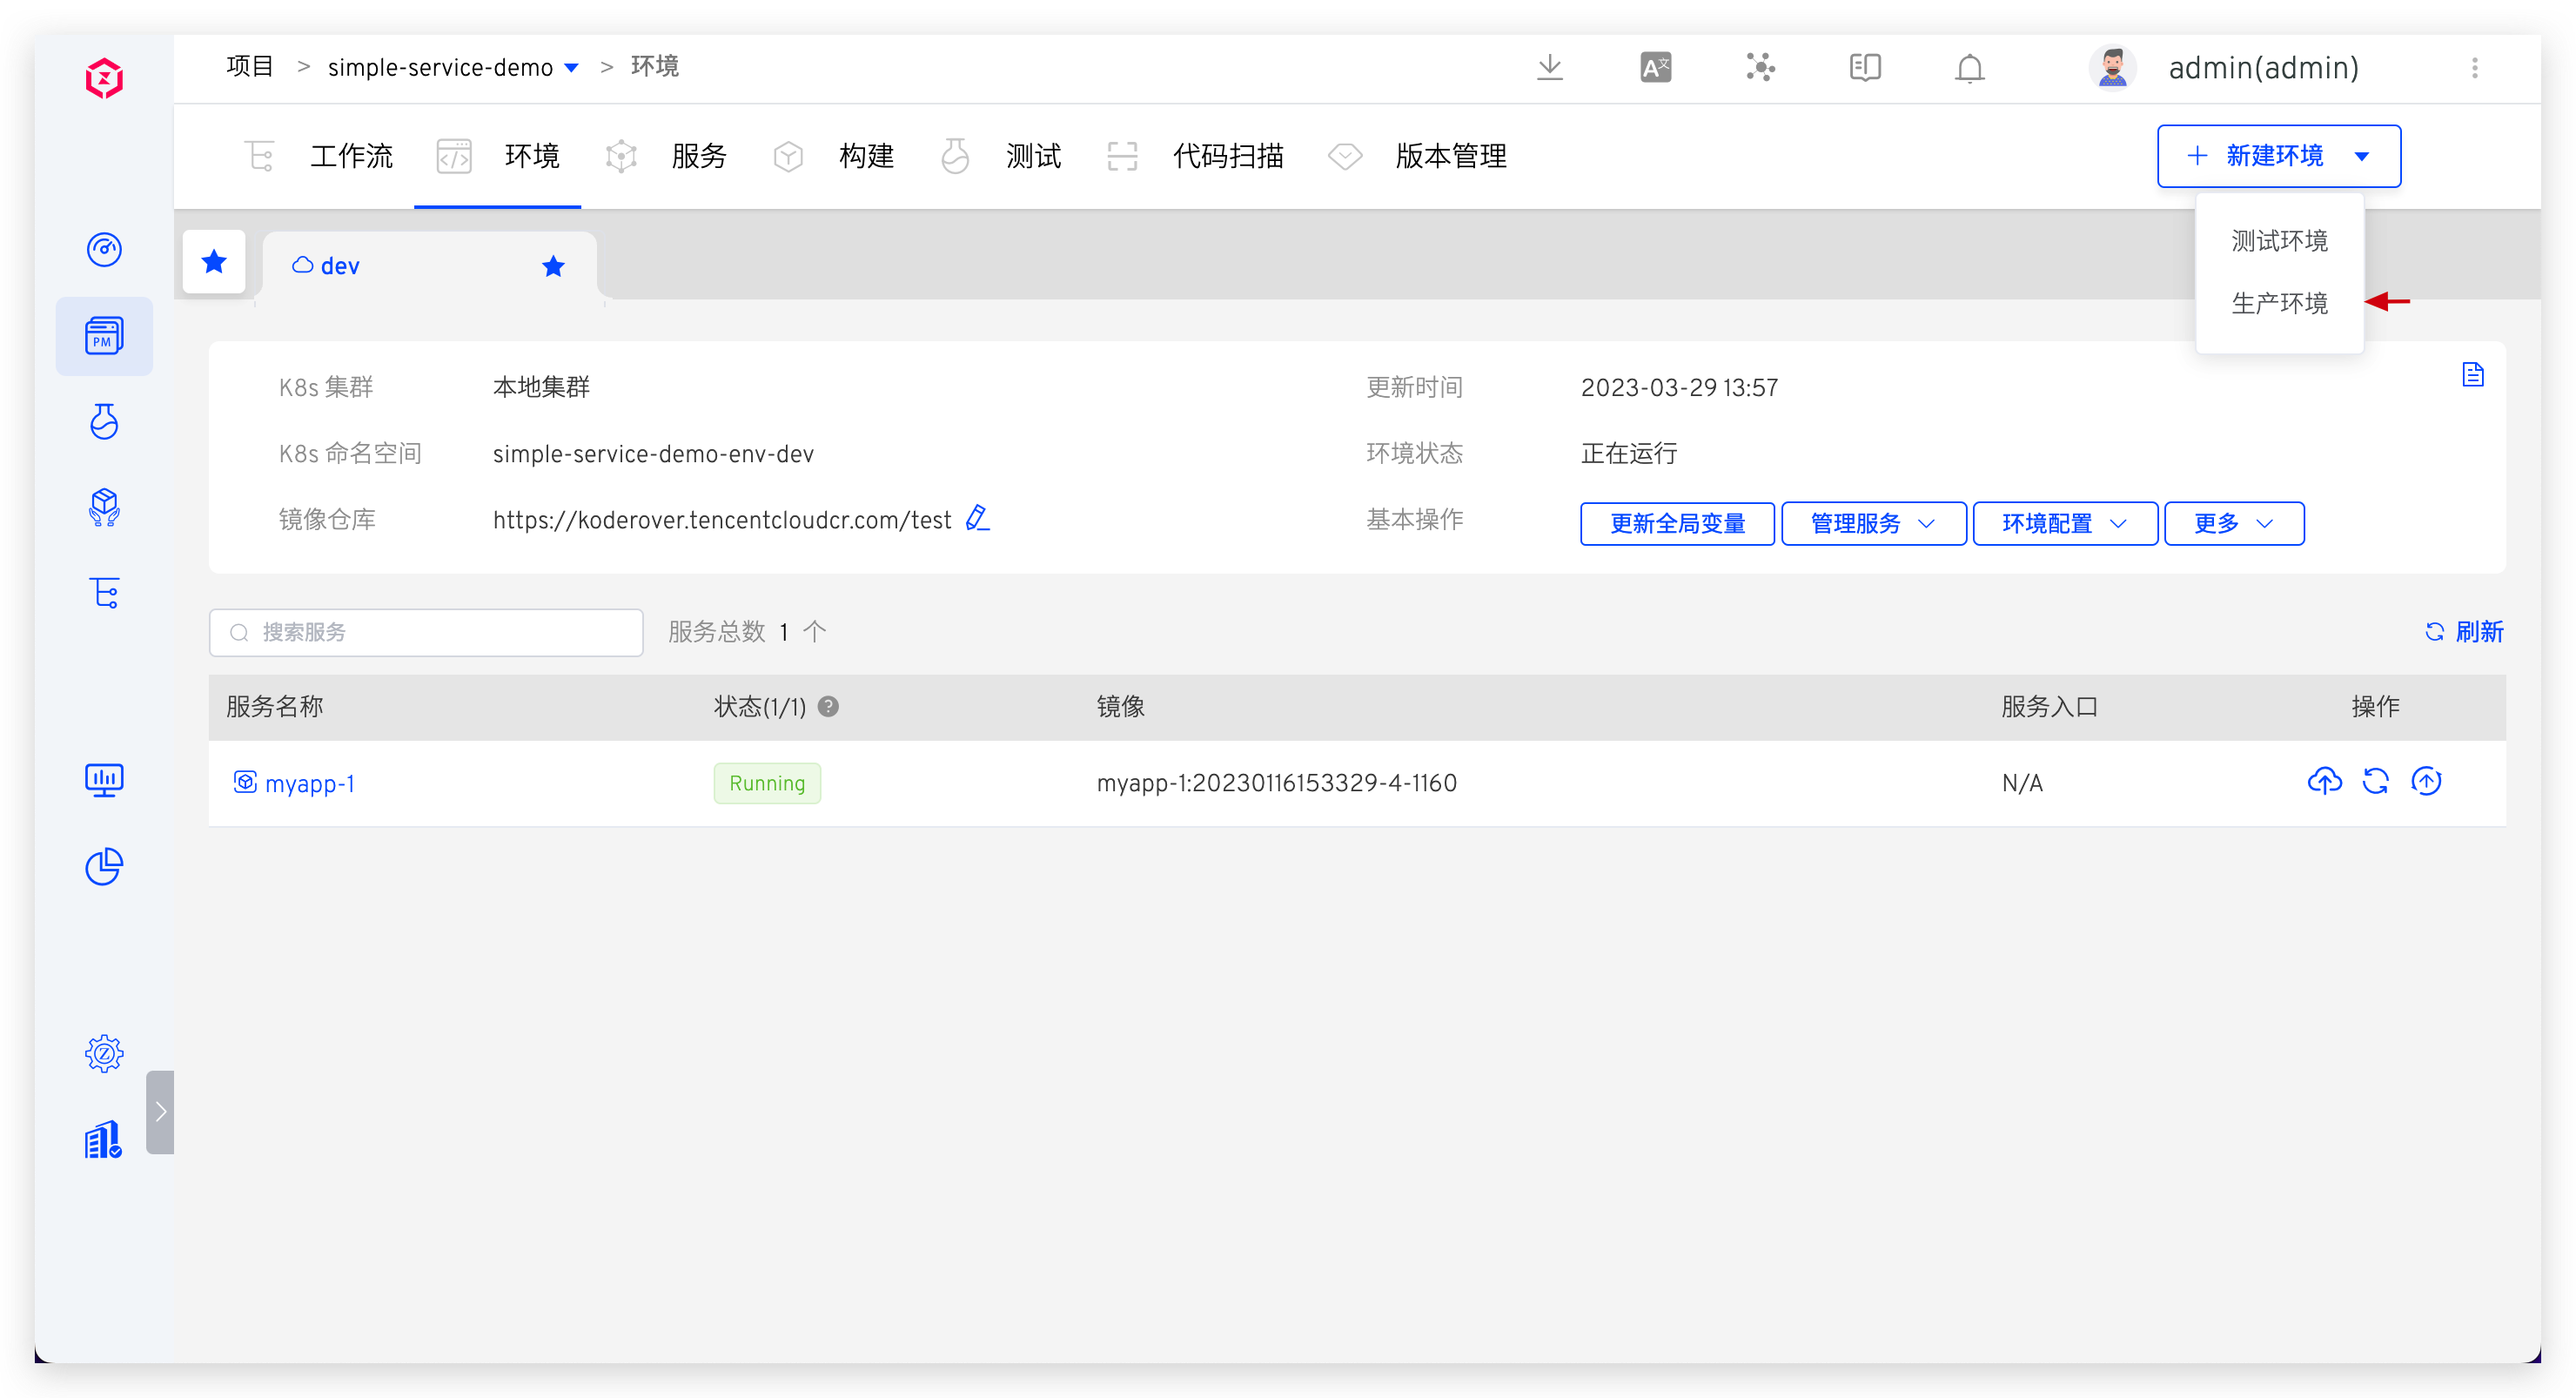 项目 > simple-service-demo > 环境
admin(admin)
工作流 环境 服务 构建 测试 代码扫描 版本管理
+ 新建环境
测试环境
生产环境
dev
PM
K8s 集群 本地集群 更新时间 2023-03-29 13:57
K8s 命名空间 simple-service-demo-env-dev 环境状态 正在运行
镜像仓库 https://koderover.tencentcloudcr.com/test 基本操作 更新全局变量 管理服务 环境配置 更多
搜索服务 服务总数 1 个 刷新
服务名称 状态(1/1) ? 镜像 服务入口 操作
myapp-1 Running myapp-1:20230116153329-4-1160 N/A